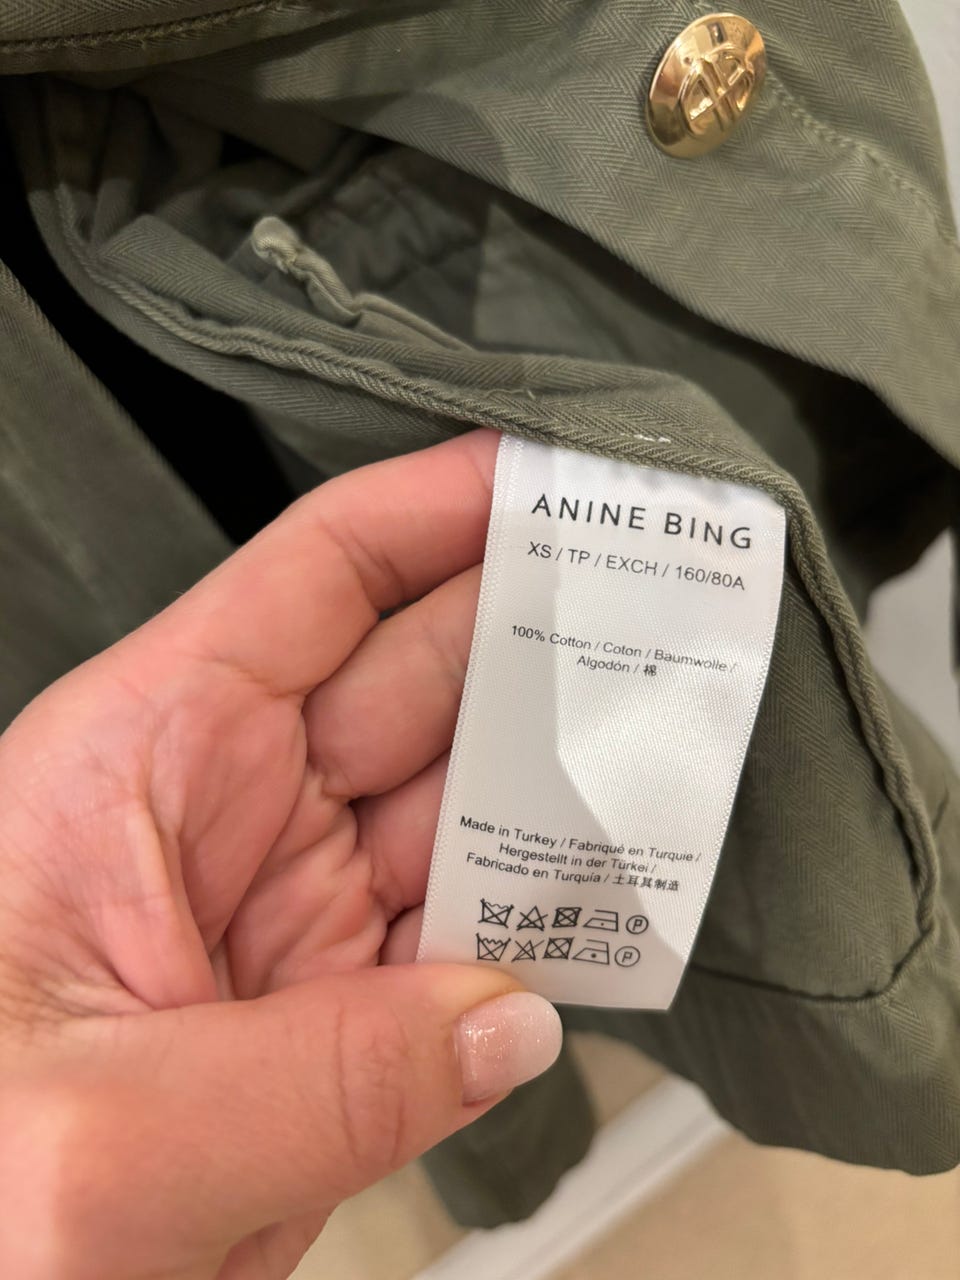 ANINE BING
XS / TP / EXCH / 160/80A
100% Cotton / Coton / Baumwolle /
Algodón / 棉
Made in Turkey / Fabriqué en Turquie /
Hergestellt in der Türkei /
Fabricado en Turquía / 土耳其制造
P
P